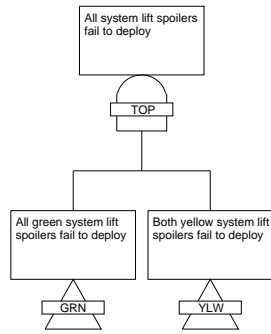 All system lift spoilers
fail to deploy
TOP
All green system lift
spoilers fail to deploy
Both yellow system lift
spoilers fail to deploy
GRN
YLW